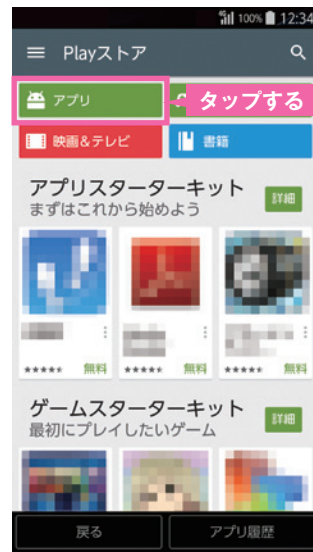 100% 12:34
Playストア
アプリ
タップする
映画&テレビ
書籍
アプリスターターキット
まずはこれから始めよう
詳細
無料 無料 無料
ゲームスターターキット
最初にプレイしたいゲーム
詳細
戻る アプリ履歴